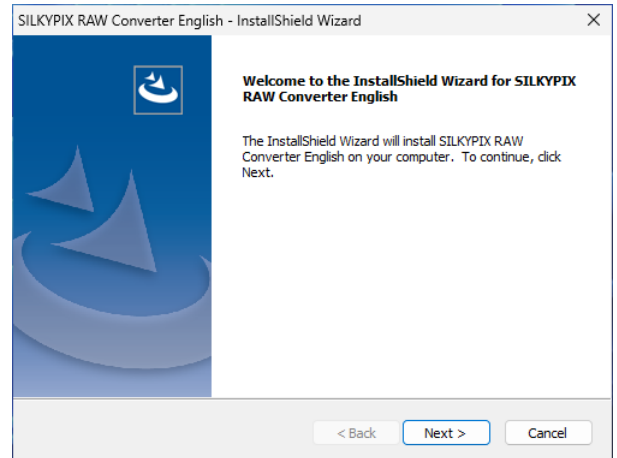 SILKYPIX RAW Converter English - InstallShield Wizard
Welcome to the InstallShield Wizard for SILKYPIX
RAW Converter English
The InstallShield Wizard will install SILKYPIX RAW
Converter English on your computer.  To continue, click
Next.
< Back
Next >
Cancel